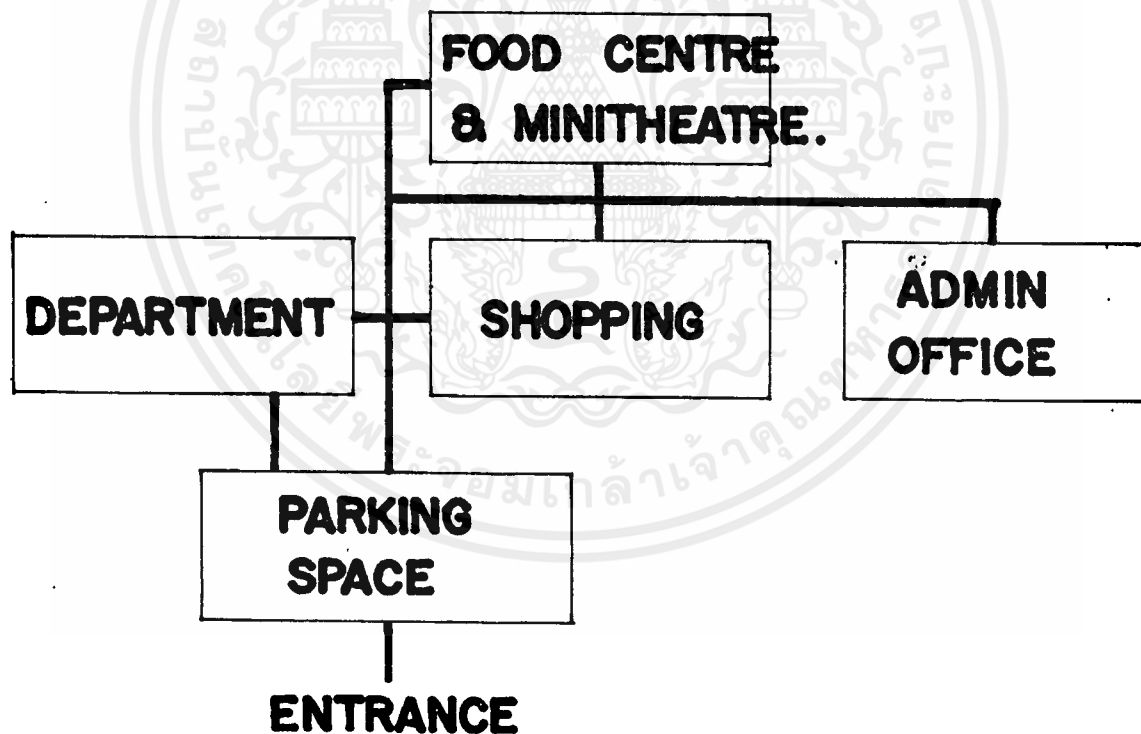 FOOD CENTRE
& MINITHEATRE.
DEPARTMENT
SHOPPING
ADMIN
OFFICE
PARKING
SPACE
ENTRANCE